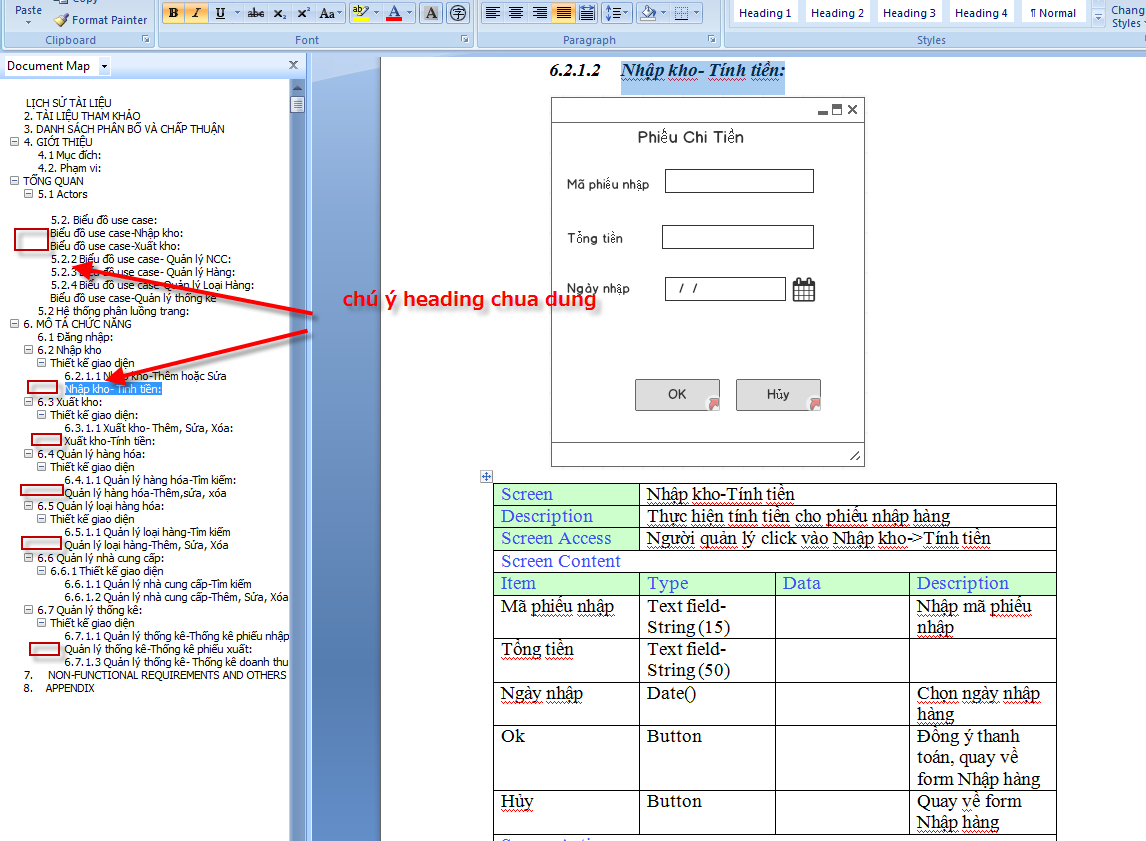 Paste
Copy
Format Painter
Clipboard
B I U abc X₂ X² Aa ab A A 字
Font
Paragraph
Heading 1 Heading 2 Heading 3 Heading 4 ¶ Normal
Chang
Styles
Styles
Document Map
LỊCH SỬ TÀI LIỆU
2. TÀI LIỆU THAM KHẢO
3. DANH SÁCH PHÂN BỐ VÀ CHẤP THUẬN
4. GIỚI THIỆU
4.1 Mục đích:
4.2. Phạm vi:
TỔNG QUAN
5.1 Actors
5.2. Biểu đồ use case:
Biểu đồ use case-Nhập kho:
Biểu đồ use case-Xuất kho:
5.2.2 Biểu đồ use case- Quản lý NCC:
5.2.3 Biểu đồ use case- Quản lý Hàng:
5.2.4 Biểu đồ use case-Quản lý Loại Hàng:
Biểu đồ use case-Quản lý thống kê
5.2 Hệ thống phân luồng trang:
6. MÔ TẢ CHỨC NĂNG
6.1 Đăng nhập:
6.2 Nhập kho
Thiết kế giao diện
6.2.1.1 Nhập kho-Thêm hoặc Sửa
Nhập kho- Tính tiền:
6.3 Xuất kho:
Thiết kế giao diện:
6.3.1.1 Xuất kho- Thêm, Sửa, Xóa:
Xuất kho-Tính tiền:
6.4 Quản lý hàng hóa:
Thiết kế giao diện
6.4.1.1 Quản lý hàng hóa-Tìm kiếm:
Quản lý hàng hóa-Thêm,sửa, xóa
6.5 Quản lý loại hàng hóa:
Thiết kế giao diện
6.5.1.1 Quản lý loại hàng-Tìm kiếm
Quản lý loại hàng-Thêm, Sửa, Xóa
6.6 Quản lý nhà cung cấp:
6.6.1 Thiết kế giao diện
6.6.1.1 Quản lý nhà cung cấp-Tìm kiếm
6.6.1.2 Quản lý nhà cung cấp-Thêm, Sửa, Xóa
6.7 Quản lý thống kê:
Thiết kế giao diện
6.7.1.1 Quản lý thống kê-Thống kê phiếu nhập
Quản lý thống kê-Thống kê phiếu xuất:
6.7.1.3 Quản lý thống kê- Thống kê doanh thu
7. NON-FUNCTIONAL REQUIREMENTS AND OTHERS
8. APPENDIX
chú ý heading chua dung
6.2.1.2 Nhập kho- Tính tiền:
Phiếu Chi Tiền
Mã phiếu nhập
Tổng tiền
Ngày nhập / /
OK Hủy
Screen Nhập kho-Tính tiền
Description Thực hiện tính tiền cho phiếu nhập hàng
Screen Access Người quản lý click vào Nhập kho->Tính tiền
Screen Content
Item Type Data Description
Mã phiếu nhập Text field- Nhập mã phiếu
String (15) nhập
Tổng tiền Text field-
String (50)
Ngày nhập Date() Chọn ngày nhập
hàng
Ok Button Đồng ý thanh
toán, quay về
form Nhập hàng
Hủy Button Quay về form
Nhập hàng